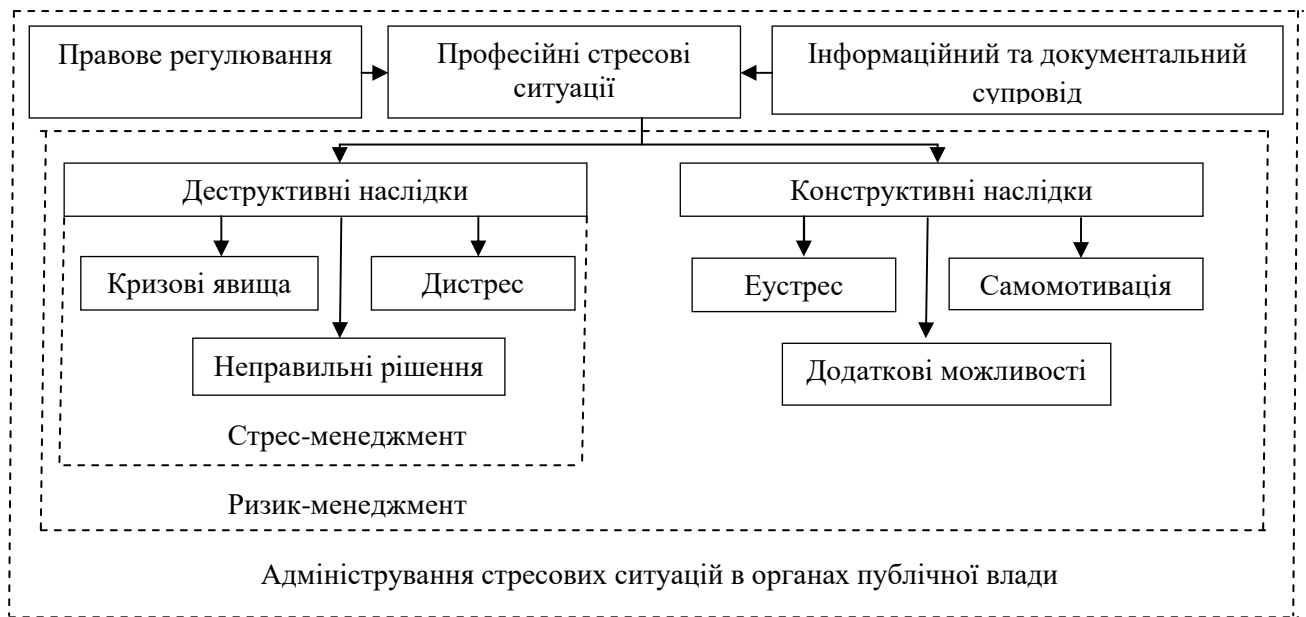 Правове регулювання
Професійні стресові
ситуації
Інформаційний та документальний
супровід
Деструктивні наслідки
Конструктивні наслідки
Кризові явища
Дистрес
Еустрес
Самомотивація
Неправильні рішення
Додаткові можливості
Стрес-менеджмент
Ризик-менеджмент
Адміністрування стресових ситуацій в органах публічної влади